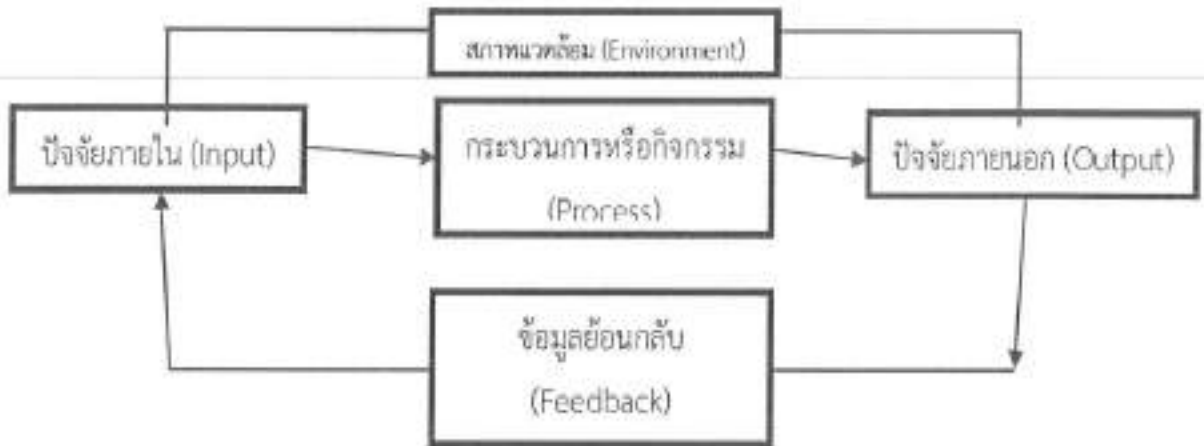 สภาพแวดล้อม (Environment)
ปัจจัยภายใน (Input)
กระบวนการหรือกิจกรรม
(Process)
ปัจจัยภายนอก (Output)
ข้อมูลย้อนกลับ
(Feedback)